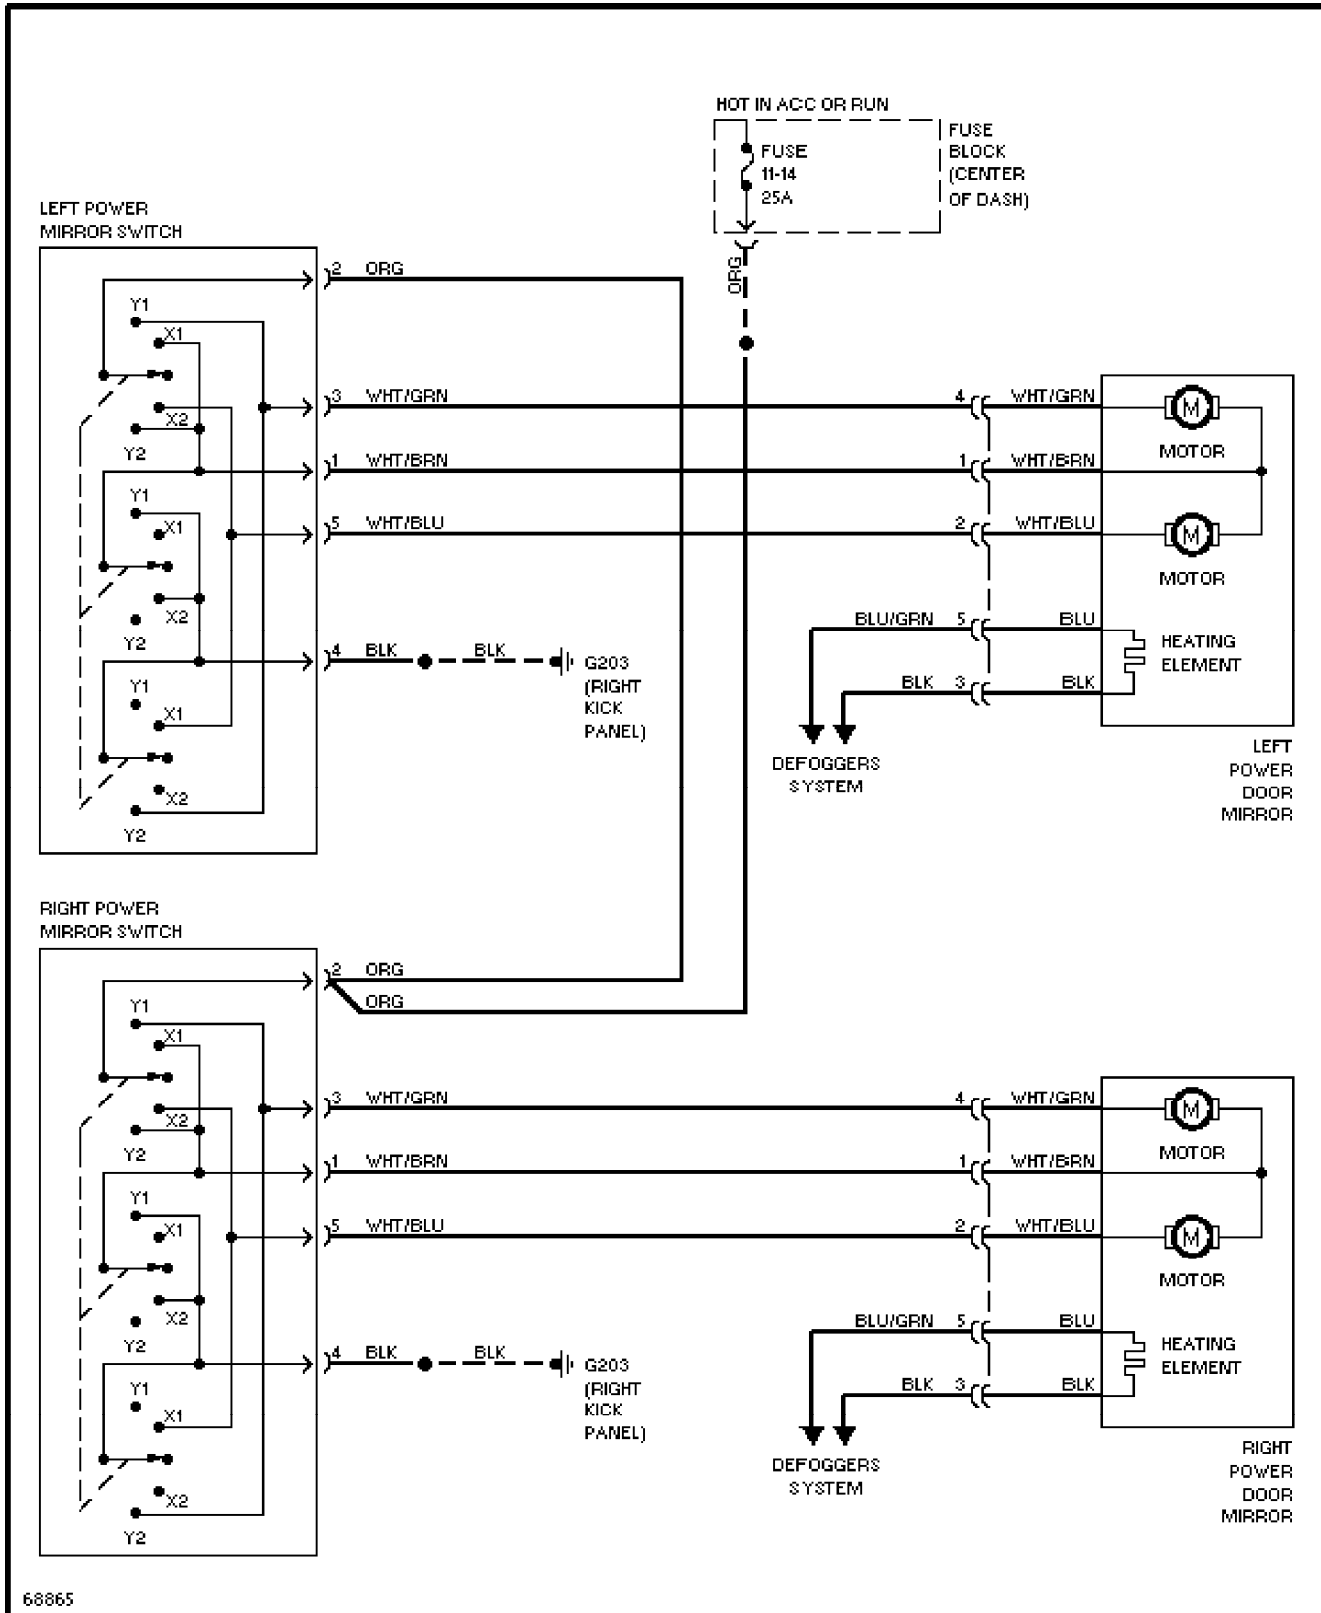 HOT IN ACC OR RUN
FUSE
11-14
25A
FUSE
BLOCK
(CENTER
OF DASH)
ORG
LEFT POWER
MIRROR SWITCH
2 ORG
Y1
X1
X2
Y2
3 WHT/GRN
1 WHT/BRN
5 WHT/BLU
Y1
X1
X2
Y2
4 BLK
BLK
G203
(RIGHT
KICK
PANEL)
Y1
X1
X2
Y2
4 WHT/GRN
1 WHT/BRN
2 WHT/BLU
MOTOR
M
MOTOR
M
BLU/GRN 5 BLU
BLK 3 BLK
HEATING
ELEMENT
DEFOGGERS
SYSTEM
LEFT
POWER
DOOR
MIRROR
RIGHT POWER
MIRROR SWITCH
2 ORG
ORG
Y1
X1
X2
Y2
3 WHT/GRN
1 WHT/BRN
5 WHT/BLU
Y1
X1
X2
Y2
4 BLK
BLK
G203
(RIGHT
KICK
PANEL)
Y1
X1
X2
Y2
4 WHT/GRN
1 WHT/BRN
2 WHT/BLU
M
MOTOR
M
MOTOR
BLU/GRN 5 BLU
BLK 3 BLK
HEATING
ELEMENT
DEFOGGERS
SYSTEM
RIGHT
POWER
DOOR
MIRROR
68865